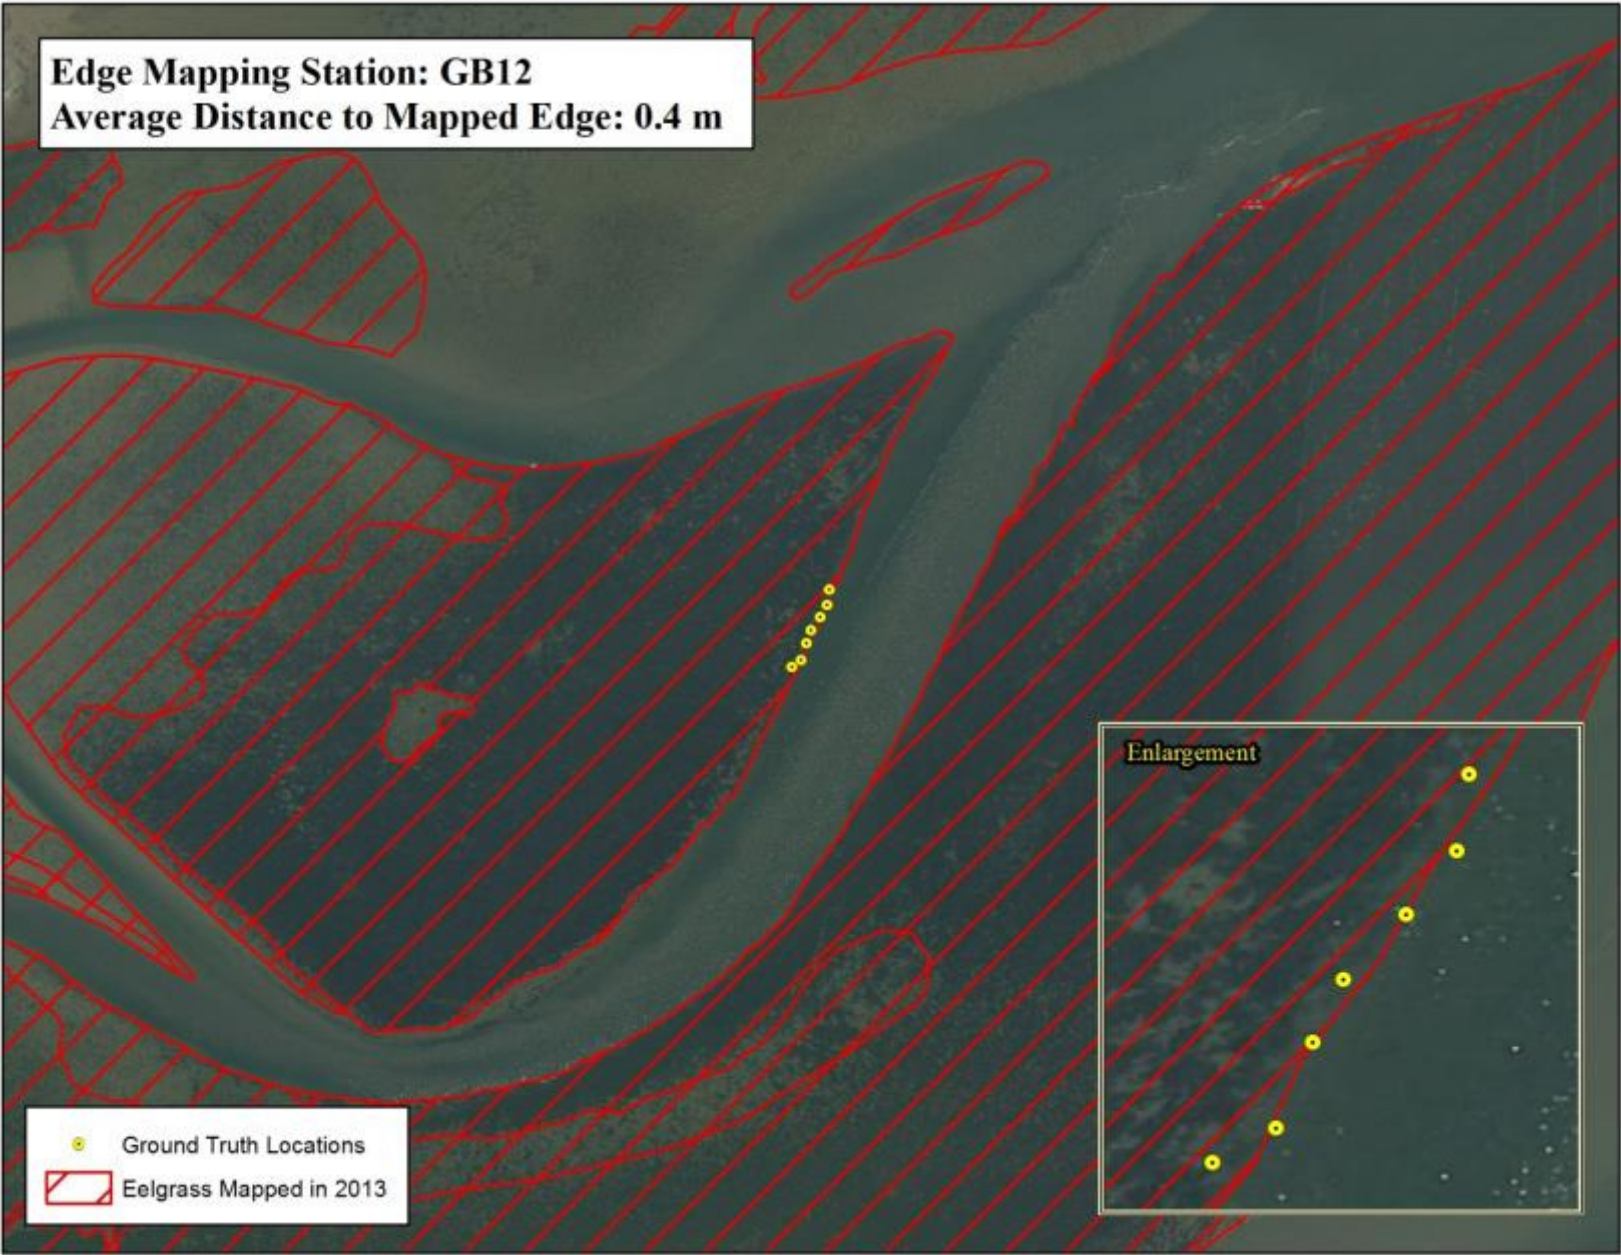 Edge Mapping Station: GB12
Average Distance to Mapped Edge: 0.4 m
Enlargement
Ground Truth Locations
Eelgrass Mapped in 2013